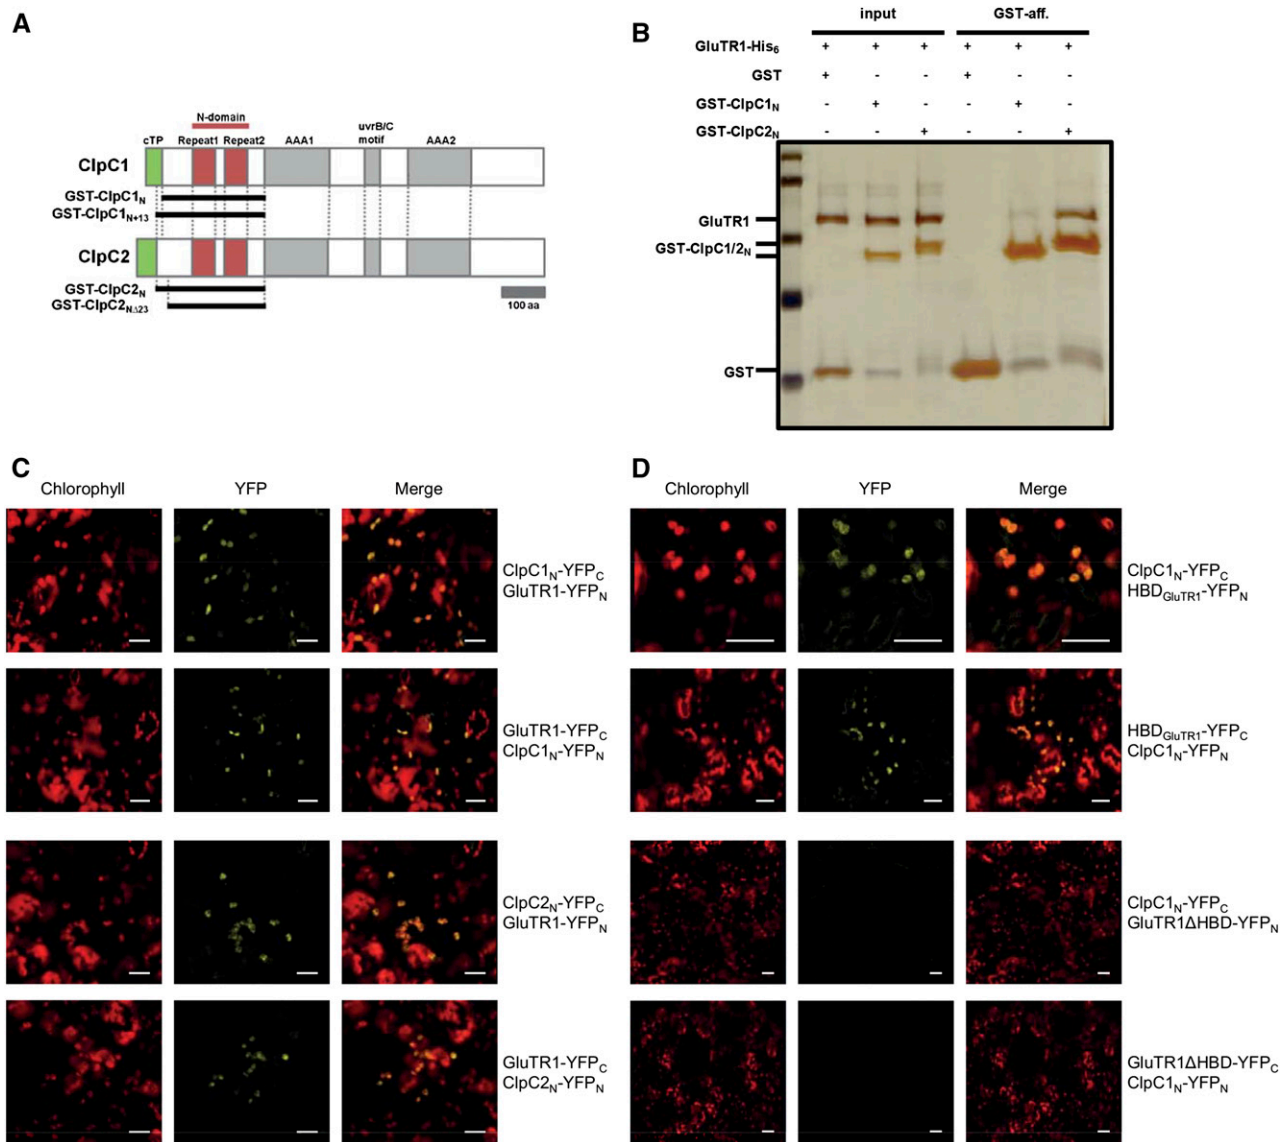 A
N-domain
cTP Repeat1 Repeat2 AAA1 uvrB/C motif AAA2
ClpC1
GST-ClpC1N
GST-ClpC1N+13
ClpC2
GST-ClpC2N
GST-ClpC2NΔ23
100 aa
B
input GST-aff.
GluTR1-His6 + + + + + +
GST + - - + - -
GST-ClpC1N - + - - + -
GST-ClpC2N - - + - - +
GluTR1
GST-ClpC1/2N
GST
C
Chlorophyll YFP Merge
ClpC1N-YFPC
GluTR1-YFPN
GluTR1-YFPC
ClpC1N-YFPN
ClpC2N-YFPC
GluTR1-YFPN
GluTR1-YFPC
ClpC2N-YFPN
D
Chlorophyll YFP Merge
ClpC1N-YFPC
HBDGluTR1-YFPN
HBDGluTR1-YFPC
ClpC1N-YFPN
ClpC1N-YFPC
GluTR1ΔHBD-YFPN
GluTR1ΔHBD-YFPC
ClpC1N-YFPN